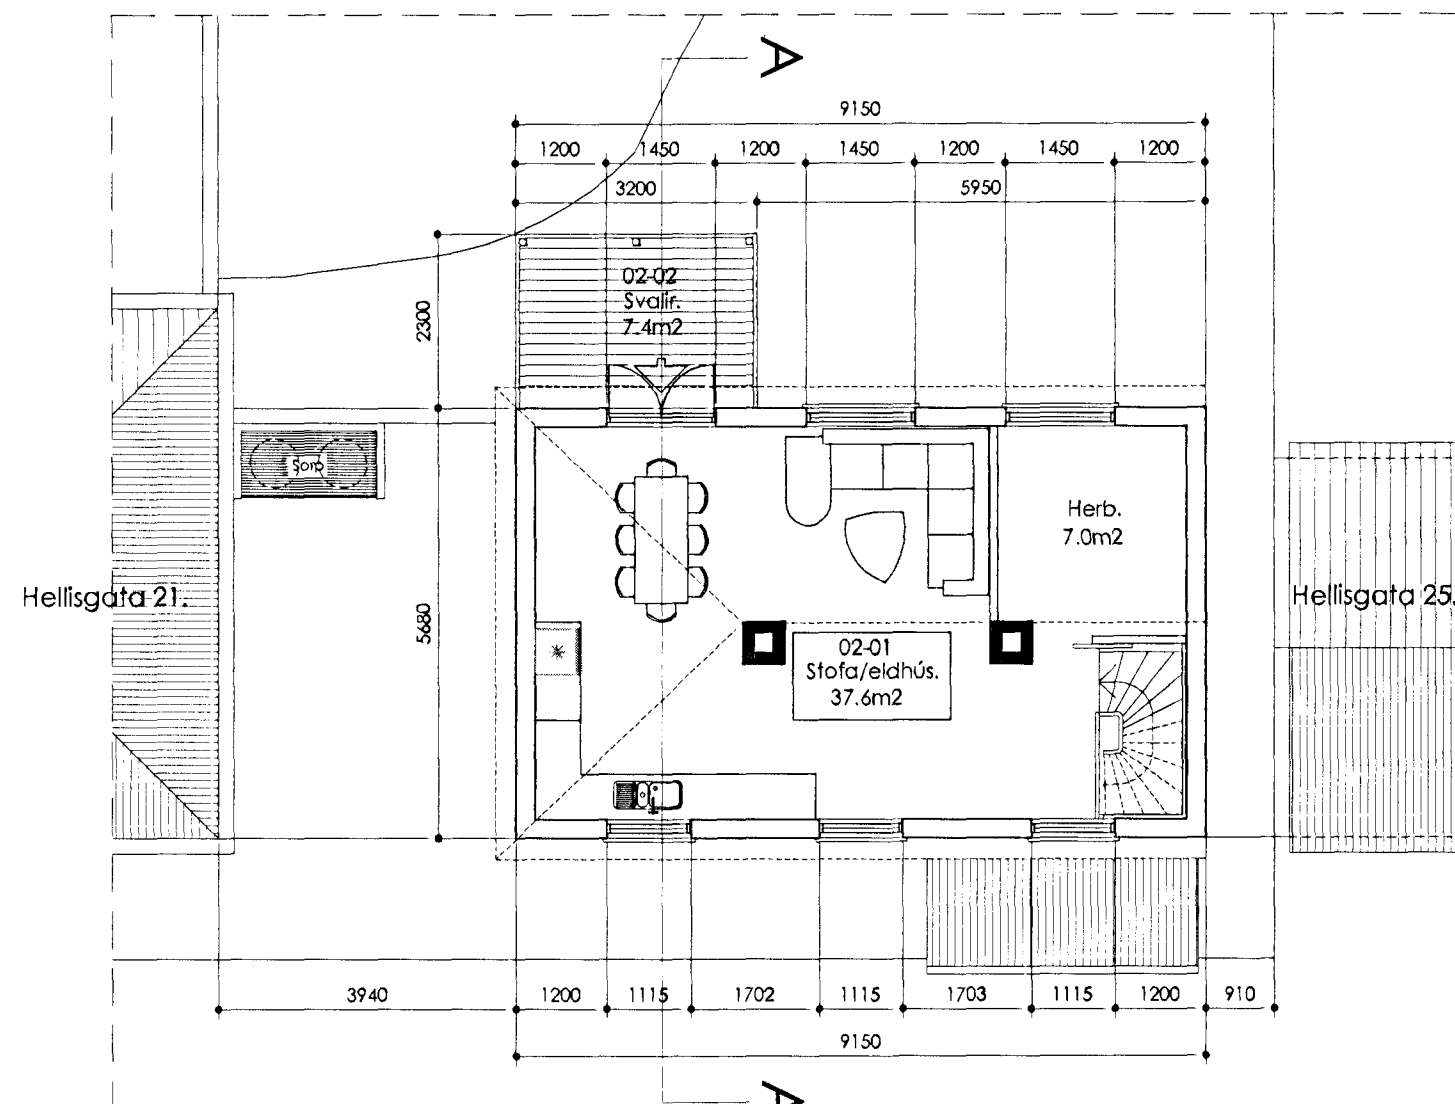 A
9150
1200 1450 1200 1450 1200 1450 1200
3200 5950
02-02
Svalir.
7.4m2
2300
Sorp
Herb.
7.0m2
Hellisgata 21.
Hellisgata 25.
5680
02-01
Stofa/eldhús.
37.6m2
3940 1200 1115 1702 1115 1703 1115 1200 910
9150
A